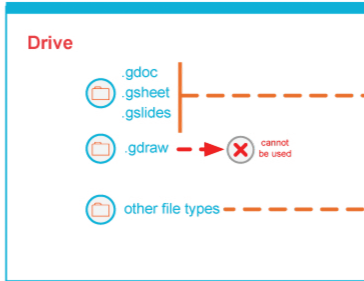 Drive
.gdoc
.gsheet
.gslides
.gdraw
cannot
be used
other file types